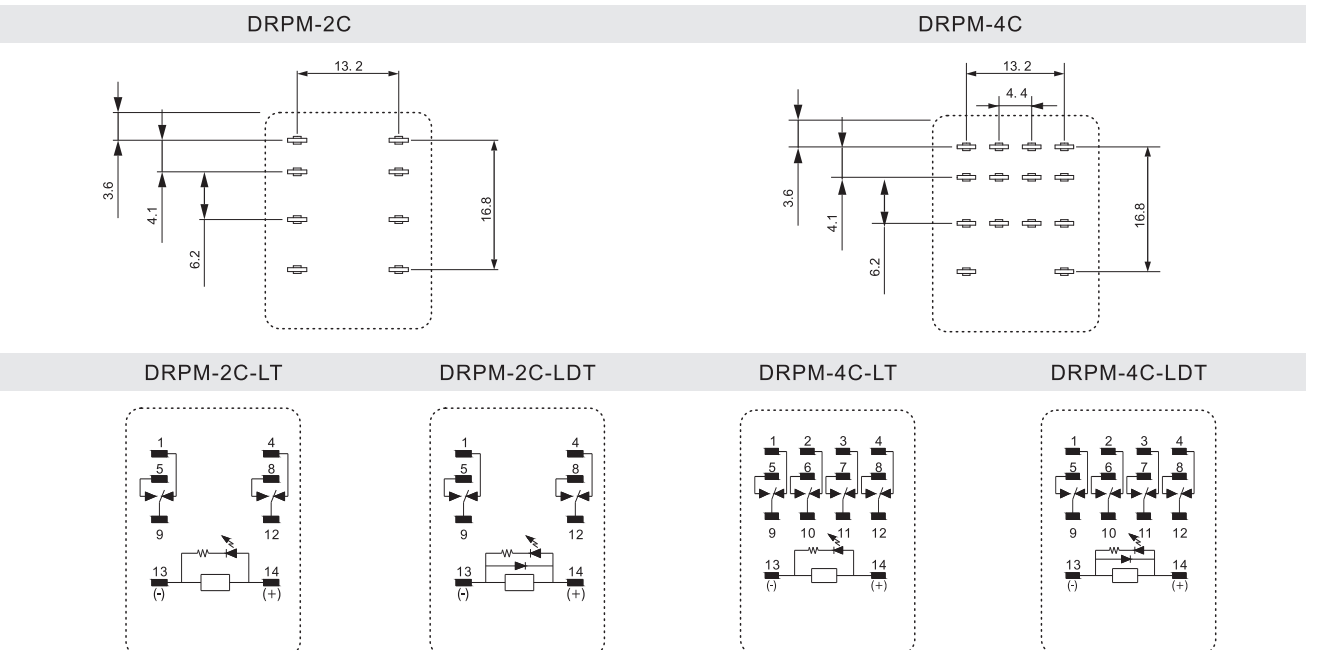 DRPM-2C DRPM-4C
13. 2 13. 2
4. 4
3.6 4.1 6.2 16.8 3.6 4.1 6.2 16.8
DRPM-2C-LT DRPM-2C-LDT DRPM-4C-LT DRPM-4C-LDT
1 4 1 4 1 2 3 4 1 2 3 4
5 8 5 8 5 6 7 8 5 6 7 8
9 12 9 12 9 10 11 12 9 10 11 12
13 14 13 14 13 14 13 14
(-) (+) (-) (+) (-) (+) (-) (+)